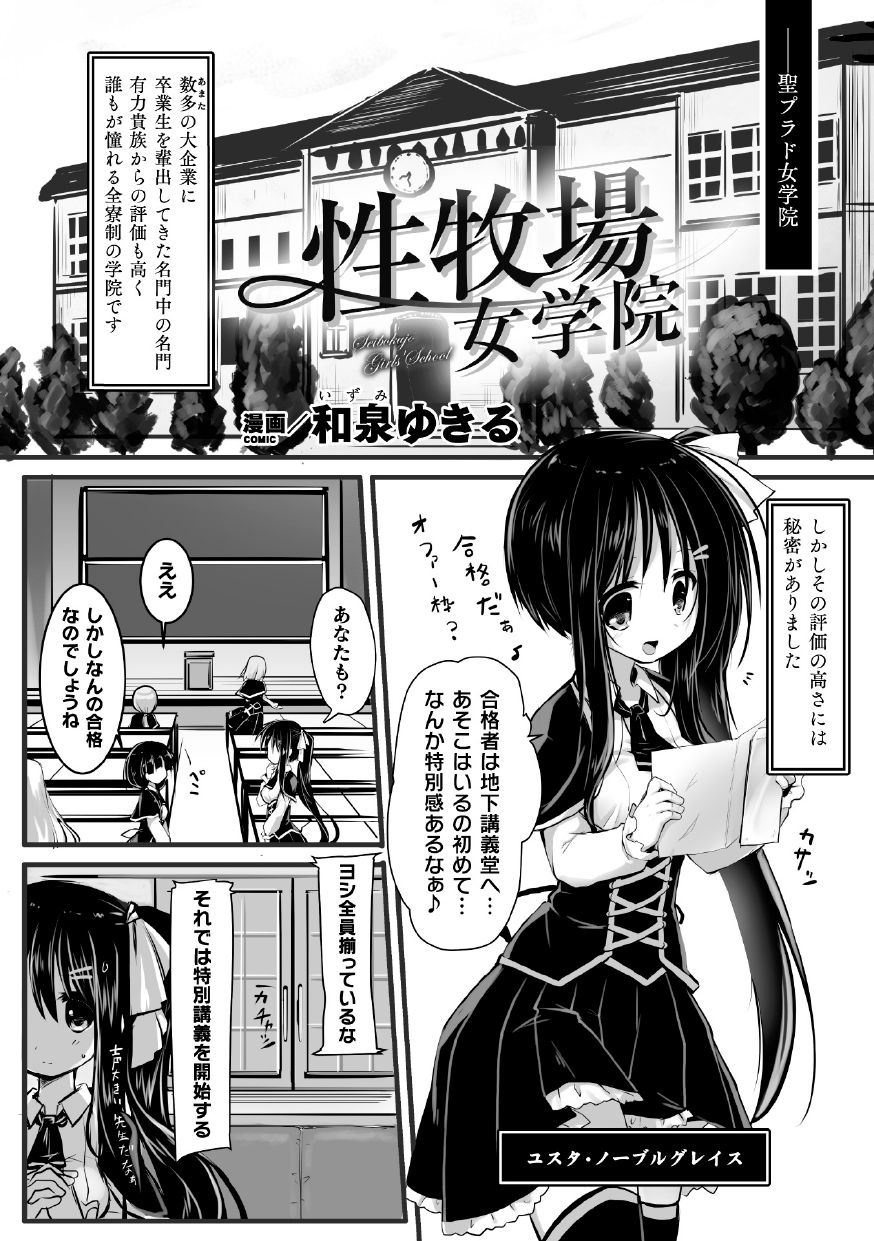 ――聖プラド女学院
数多の大企業に
あまた
卒業生を輩出してきた名門中の名門
有力貴族からの評価も高く
誰もが憧れる全寮制の学院です
性牧場
女学院
Seibokujo
Girls' School
いずみ
漫画
COMIC
/和泉ゆきる
しかしその評価の高さには
秘密がありました
合格だぁ♪
オファー枠?
合格者は地下講義堂へ…
あそこはいるの初めて…
なんか特別感あるなぁ♪
カサッ
ユスタ・ノーブルグレイス
あなたも?
ええ
しかしなんの合格
なのでしょうね
ペコ
ヨシ全員揃っているな
それでは特別講義を開始する
カチャッ
声大きい先生だなぁ